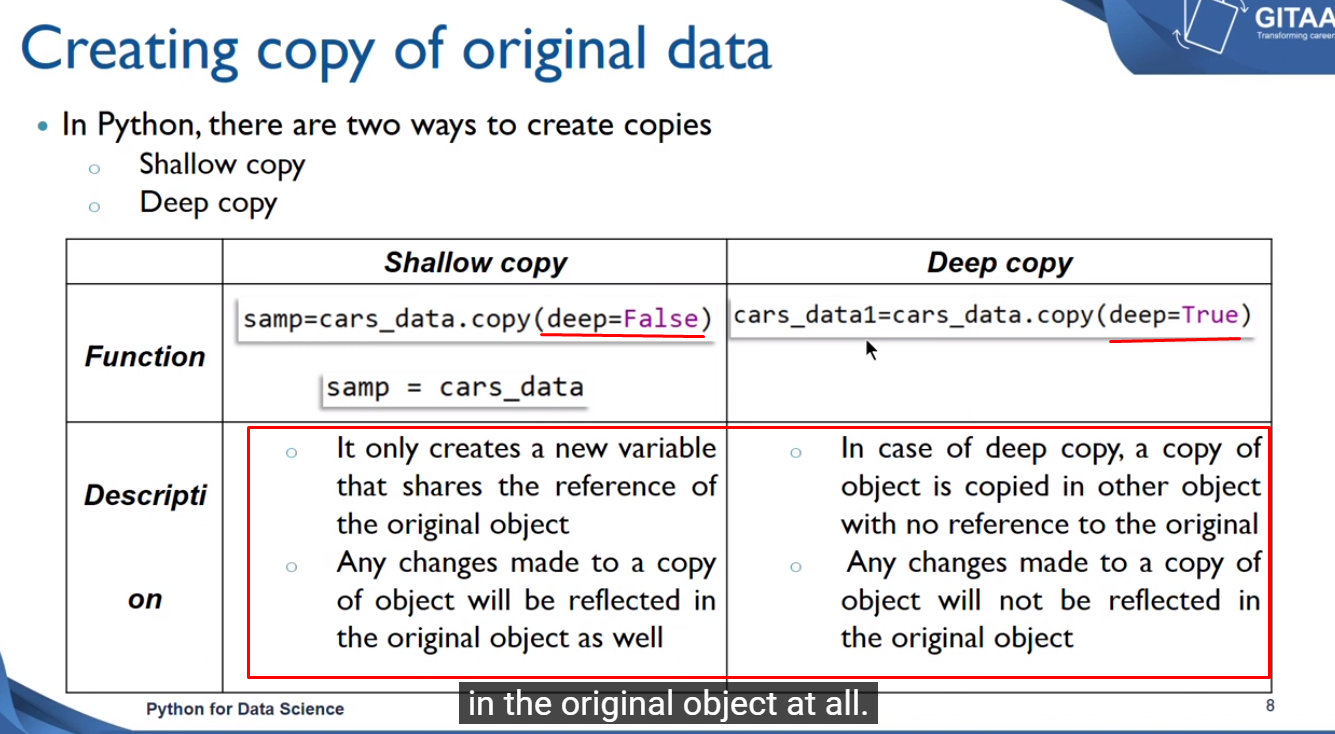 GITAA
Transforming career
Creating copy of original data
• In Python, there are two ways to create copies
○ Shallow copy
○ Deep copy
Shallow copy
Deep copy
Function
samp=cars_data.copy(deep=False)
samp = cars_data
cars_data1=cars_data.copy(deep=True)
Descripti
on
○ It only creates a new variable
that shares the reference of
the original object
○ Any changes made to a copy
of object will be reflected in
the original object as well
○ In case of deep copy, a copy of
object is copied in other object
with no reference to the original
○ Any changes made to a copy of
object will not be reflected in
the original object
in the original object at all.
Python for Data Science
8